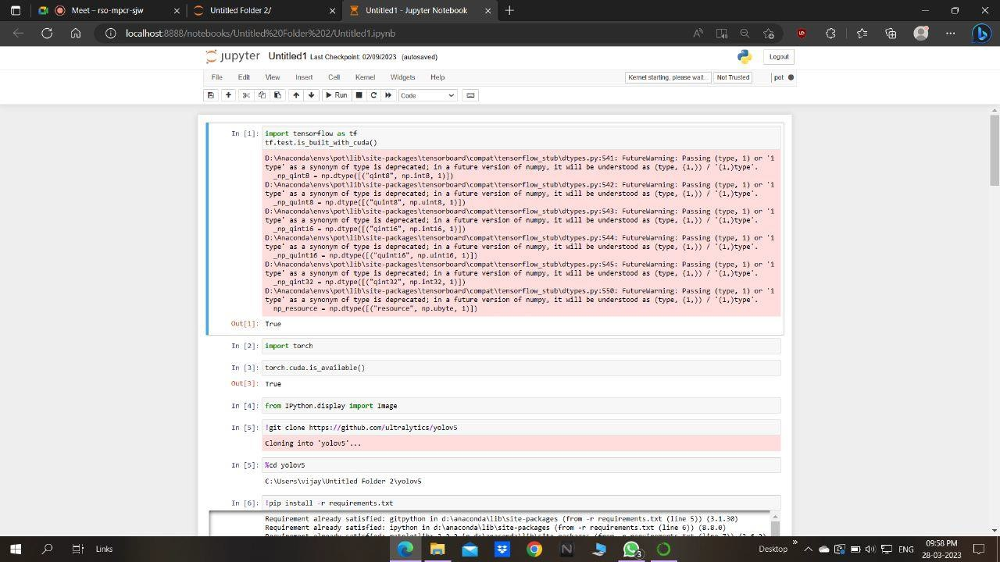 Meet – rso-mpcr-sjw
Untitled Folder 2/
Untitled1 - Jupyter Notebook
localhost:8888/notebooks/Untitled%20Folder%202/Untitled1.ipynb
jupyter Untitled1 Last Checkpoint: 02/09/2023 (autosaved)
Logout
File Edit View Insert Cell Kernel Widgets Help
Kernel starting, please wait...
Not Trusted
pot
Run
Code
In [1]: import tensorflow as tf
tf.test.is_built_with_cuda()
D:\Anaconda\envs\pot\lib\site-packages\tensorboard\compat\tensorflow_stub\dtypes.py:541: FutureWarning: Passing (type, 1) or '1
type' as a synonym of type is deprecated; in a future version of numpy, it will be understood as (type, (1,)) / '(1,)type'.
_np_qint8 = np.dtype([("qint8", np.int8, 1)])
D:\Anaconda\envs\pot\lib\site-packages\tensorboard\compat\tensorflow_stub\dtypes.py:542: FutureWarning: Passing (type, 1) or '1
type' as a synonym of type is deprecated; in a future version of numpy, it will be understood as (type, (1,)) / '(1,)type'.
_np_quint8 = np.dtype([("quint8", np.uint8, 1)])
D:\Anaconda\envs\pot\lib\site-packages\tensorboard\compat\tensorflow_stub\dtypes.py:543: FutureWarning: Passing (type, 1) or '1
type' as a synonym of type is deprecated; in a future version of numpy, it will be understood as (type, (1,)) / '(1,)type'.
_np_qint16 = np.dtype([("qint16", np.int16, 1)])
D:\Anaconda\envs\pot\lib\site-packages\tensorboard\compat\tensorflow_stub\dtypes.py:544: FutureWarning: Passing (type, 1) or '1
type' as a synonym of type is deprecated; in a future version of numpy, it will be understood as (type, (1,)) / '(1,)type'.
_np_quint16 = np.dtype([("quint16", np.uint16, 1)])
D:\Anaconda\envs\pot\lib\site-packages\tensorboard\compat\tensorflow_stub\dtypes.py:545: FutureWarning: Passing (type, 1) or '1
type' as a synonym of type is deprecated; in a future version of numpy, it will be understood as (type, (1,)) / '(1,)type'.
_np_qint32 = np.dtype([("qint32", np.int32, 1)])
D:\Anaconda\envs\pot\lib\site-packages\tensorboard\compat\tensorflow_stub\dtypes.py:550: FutureWarning: Passing (type, 1) or '1
type' as a synonym of type is deprecated; in a future version of numpy, it will be understood as (type, (1,)) / '(1,)type'.
np_resource = np.dtype([("resource", np.ubyte, 1)])
Out[1]: True
In [2]: import torch
In [3]: torch.cuda.is_available()
Out[3]: True
In [4]: from IPython.display import Image
In [5]: !git clone https://github.com/ultralytics/yolov5
Cloning into 'yolov5'...
In [5]: %cd yolov5
C:\Users\vijay\Untitled Folder 2\yolov5
In [6]: !pip install -r requirements.txt
Requirement already satisfied: gitpython in d:\anaconda\lib\site-packages (from -r requirements.txt (line 5)) (3.1.30)
Requirement already satisfied: ipython in d:\anaconda\lib\site-packages (from -r requirements.txt (line 6)) (8.8.0)
Links
3
Desktop
ENG
09:58 PM
28-03-2023